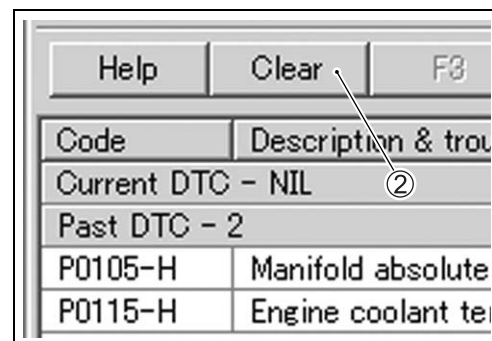 Help Clear F3
Code Description & trou
Current DTC - NIL
②
Past DTC - 2
P0105-H Manifold absolute
P0115-H Engine coolant ter